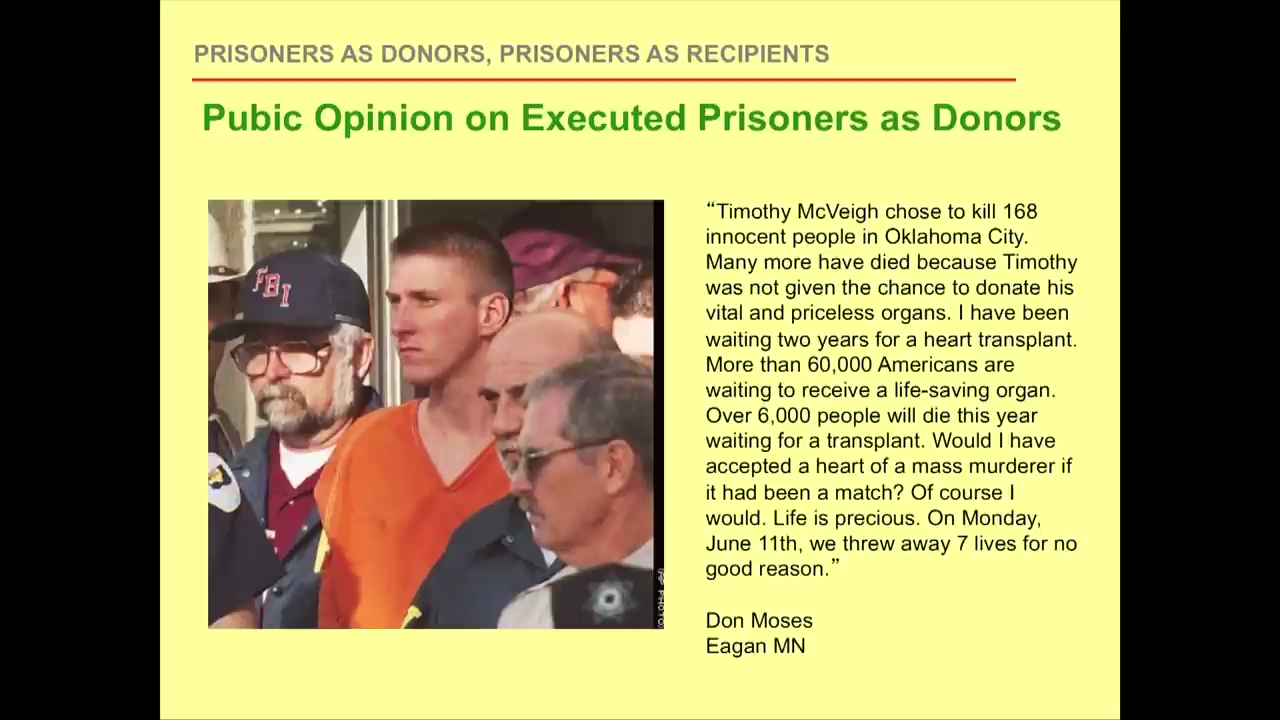 PRISONERS AS DONORS, PRISONERS AS RECIPIENTS
Pubic Opinion on Executed Prisoners as Donors
FBI
(AP PHOTO)
“Timothy McVeigh chose to kill 168
innocent people in Oklahoma City.
Many more have died because Timothy
was not given the chance to donate his
vital and priceless organs. I have been
waiting two years for a heart transplant.
More than 60,000 Americans are
waiting to receive a life-saving organ.
Over 6,000 people will die this year
waiting for a transplant. Would I have
accepted a heart of a mass murderer if
it had been a match? Of course I
would. Life is precious. On Monday,
June 11th, we threw away 7 lives for no
good reason.”
Don Moses
Eagan MN